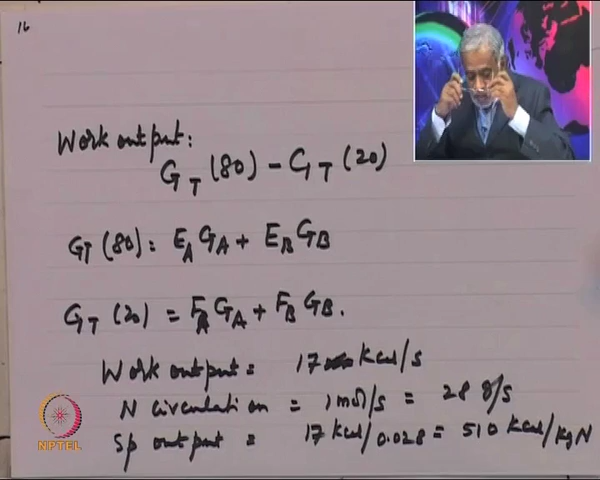 16
Work output:
G_T (80) - G_T (20)
G_T (80): E_A G_A + E_B G_B
G_T (20) = F_A G_A + F_B G_B.
Work output = 17 kcal/s
N circulation = 1 mol/s = 28 g/s
Sp output = 17 kcal/0.028 = 510 kcal/kg N
NPTEL